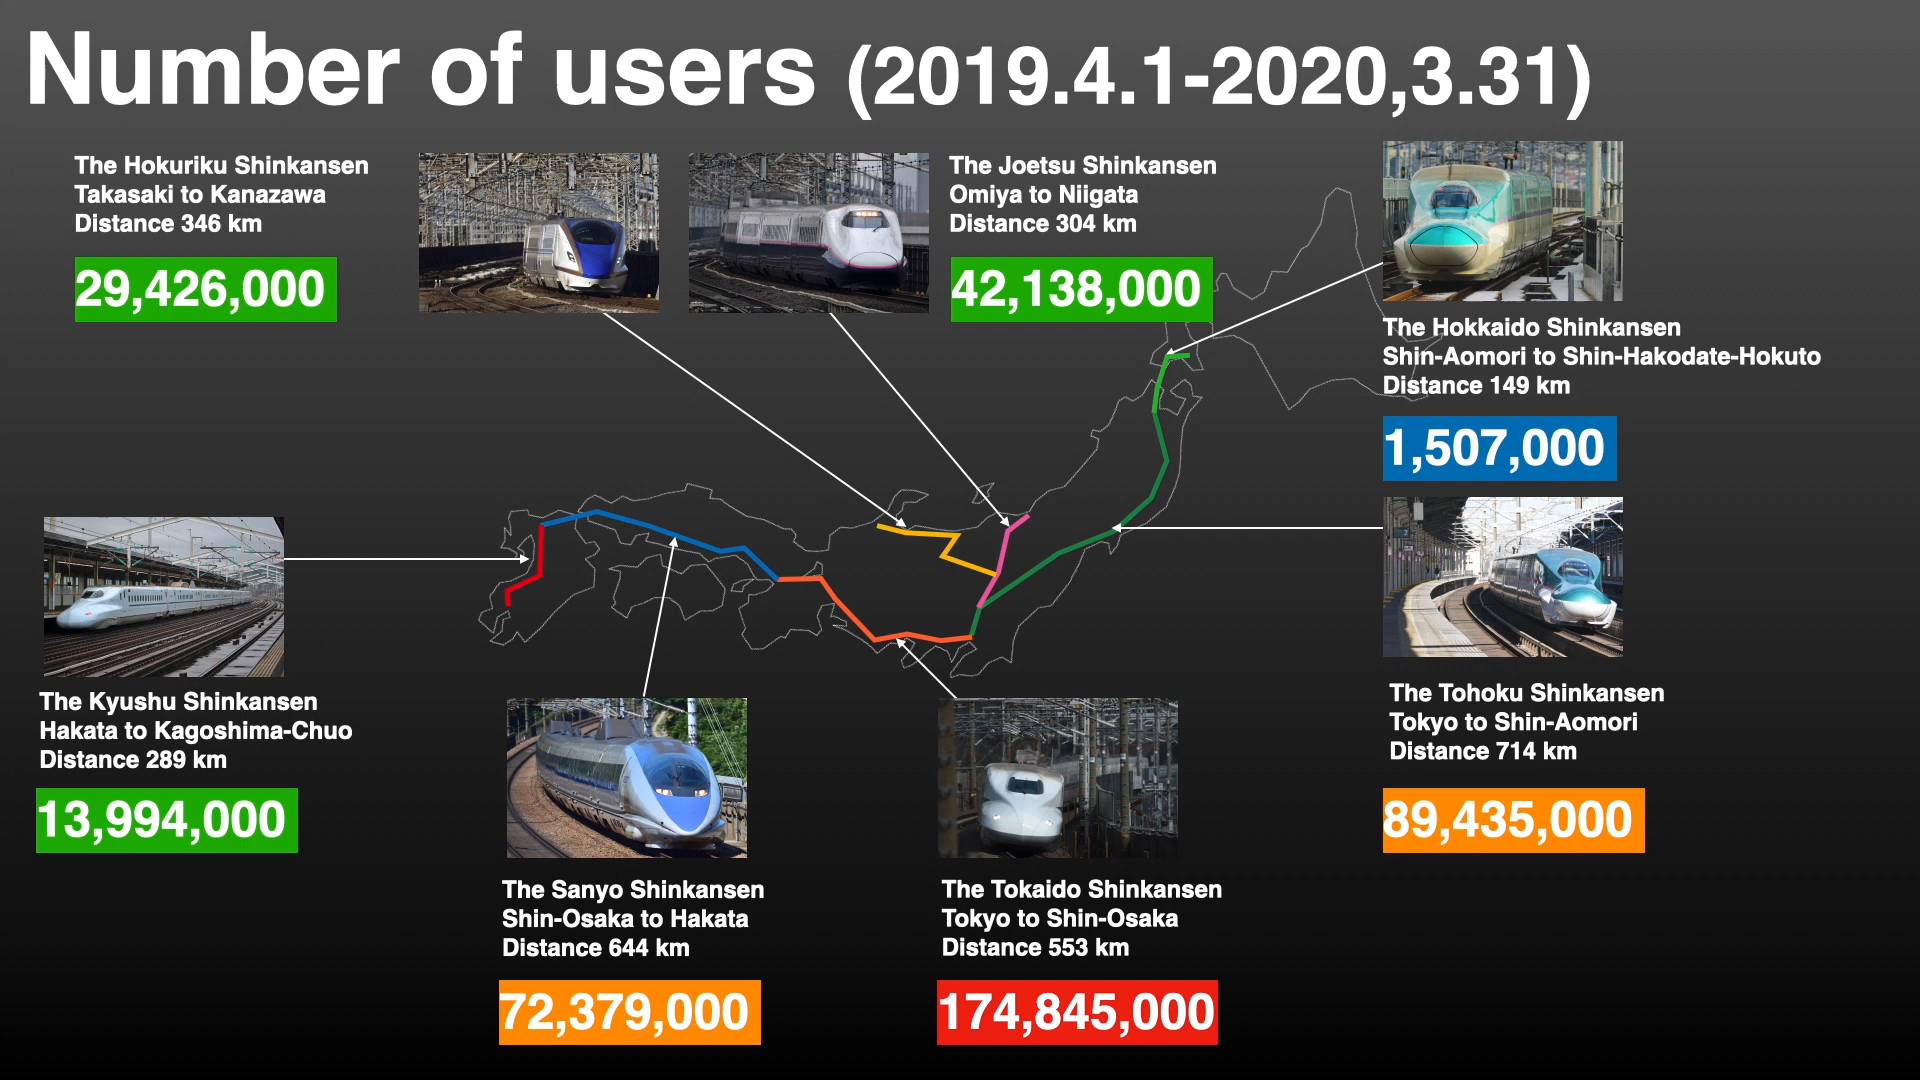 Number of users (2019.4.1-2020,3.31)
The Hokuriku Shinkansen
Takasaki to Kanazawa
Distance 346 km
29,426,000
The Joetsu Shinkansen
Omiya to Niigata
Distance 304 km
42,138,000
The Hokkaido Shinkansen
Shin-Aomori to Shin-Hakodate-Hokuto
Distance 149 km
1,507,000
The Kyushu Shinkansen
Hakata to Kagoshima-Chuo
Distance 289 km
13,994,000
The Tohoku Shinkansen
Tokyo to Shin-Aomori
Distance 714 km
89,435,000
The Sanyo Shinkansen
Shin-Osaka to Hakata
Distance 644 km
72,379,000
The Tokaido Shinkansen
Tokyo to Shin-Osaka
Distance 553 km
174,845,000